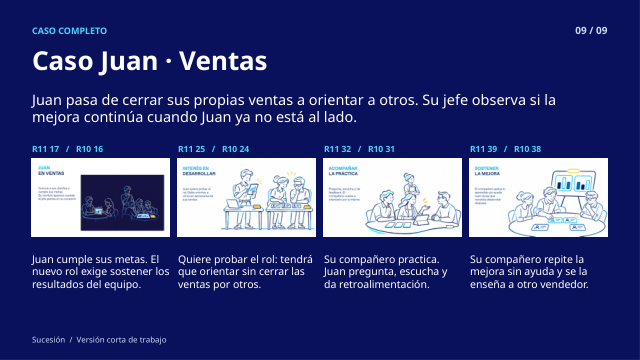 CASO COMPLETO
09 / 09
Caso Juan · Ventas
Juan pasa de cerrar sus propias ventas a orientar a otros. Su jefe observa si la
mejora continúa cuando Juan ya no está al lado.
R11 17 / R10 16
R11 25 / R10 24
R11 32 / R10 31
R11 39 / R10 38
JUAN
EN VENTAS
INTERÉS EN
DESARROLLAR
ACOMPAÑAR
LA PRÁCTICA
SOSTENER
LA MEJORA
Juan cumple sus metas. El
nuevo rol exige sostener los
resultados del equipo.
Quiere probar el rol: tendrá
que orientar sin cerrar las
ventas por otros.
Su compañero practica.
Juan pregunta, escucha y
da retroalimentación.
Su compañero repite la
mejora sin ayuda y se la
enseña a otro vendedor.
Sucesión / Versión corta de trabajo